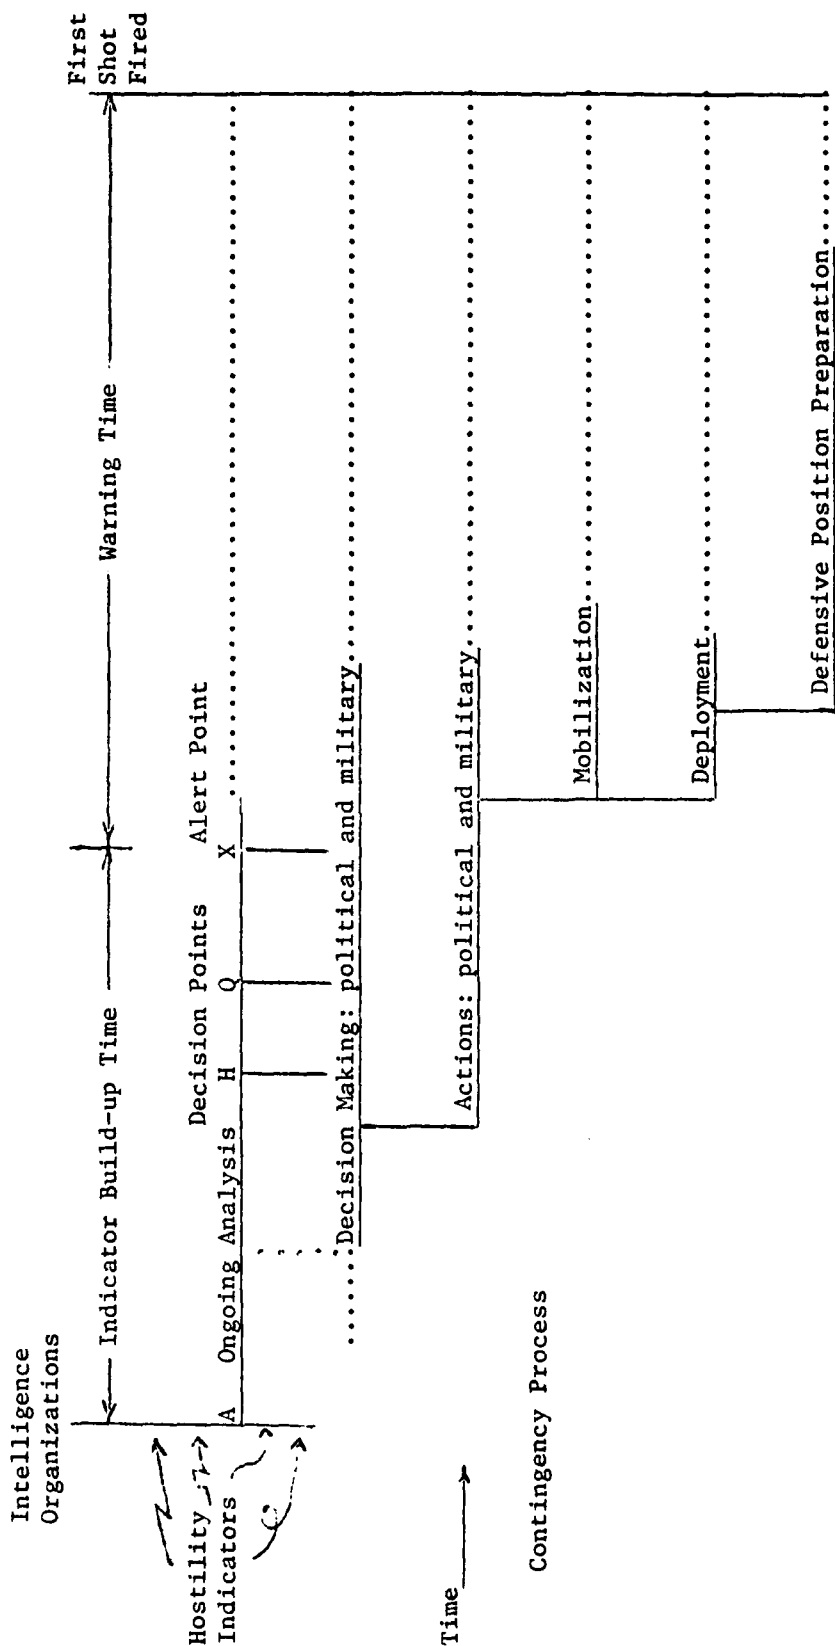 Intelligence
Organizations
First
Shot
Fired
Indicator Build-up Time
Warning Time
Hostility
Indicators
A Ongoing Analysis
Decision Points
H Q X
Alert Point
Decision Making: political and military
Actions: political and military
Mobilization
Deployment
Defensive Position Preparation
Time
Contingency Process